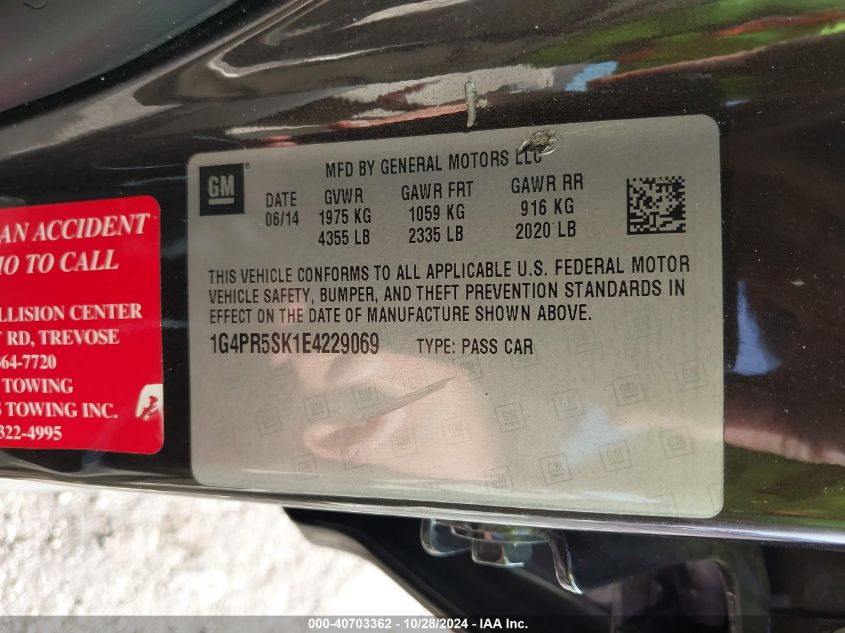 GM
MFD BY GENERAL MOTORS LLC
DATE GVWR GAWR FRT GAWR RR
06/14 1975 KG 1059 KG 916 KG
4355 LB 2335 LB 2020 LB
THIS VEHICLE CONFORMS TO ALL APPLICABLE U.S. FEDERAL MOTOR
VEHICLE SAFETY, BUMPER, AND THEFT PREVENTION STANDARDS IN
EFFECT ON THE DATE OF MANUFACTURE SHOWN ABOVE.
1G4PR5SK1E4229069 TYPE: PASS CAR
AN ACCIDENT
TO CALL
CENTER
RD, TREVOSE
64-7720
TOWING
TOWING INC.
322-4995
000-40703362 - 10/28/2024 - IAA Inc.